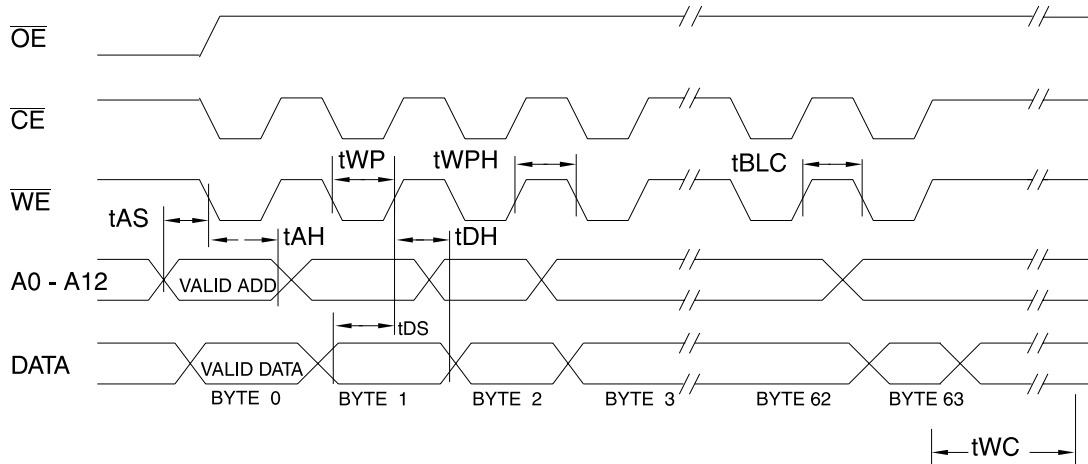 OE
CE
tWP tWPH tBLC
WE
tAS tAH tDH
A0 - A12 VALID ADD
tDS
DATA VALID DATA
BYTE 0 BYTE 1 BYTE 2 BYTE 3 BYTE 62 BYTE 63
tWC